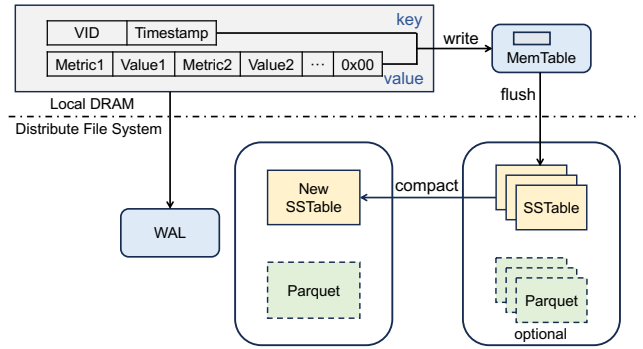 VID Timestamp key
Metric1 Value1 Metric2 Value2 ... 0x00 value
write
MemTable
Local DRAM
flush
Distribute File System
WAL
New
SSTable
compact
SSTable
Parquet
Parquet
optional